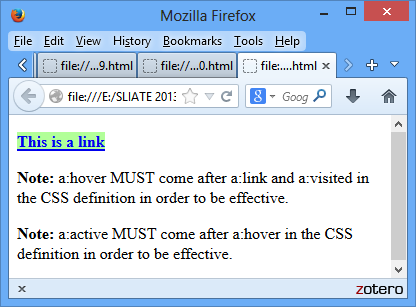 Mozilla Firefox
File Edit View History Bookmarks Tools Help
file:///...9.html file:///...0.html file:....html
file:///E:/SLIATE 2013 Goog
This is a link
Note: a:hover MUST come after a:link and a:visited in
the CSS definition in order to be effective.
Note: a:active MUST come after a:hover in the CSS
definition in order to be effective.
zotero